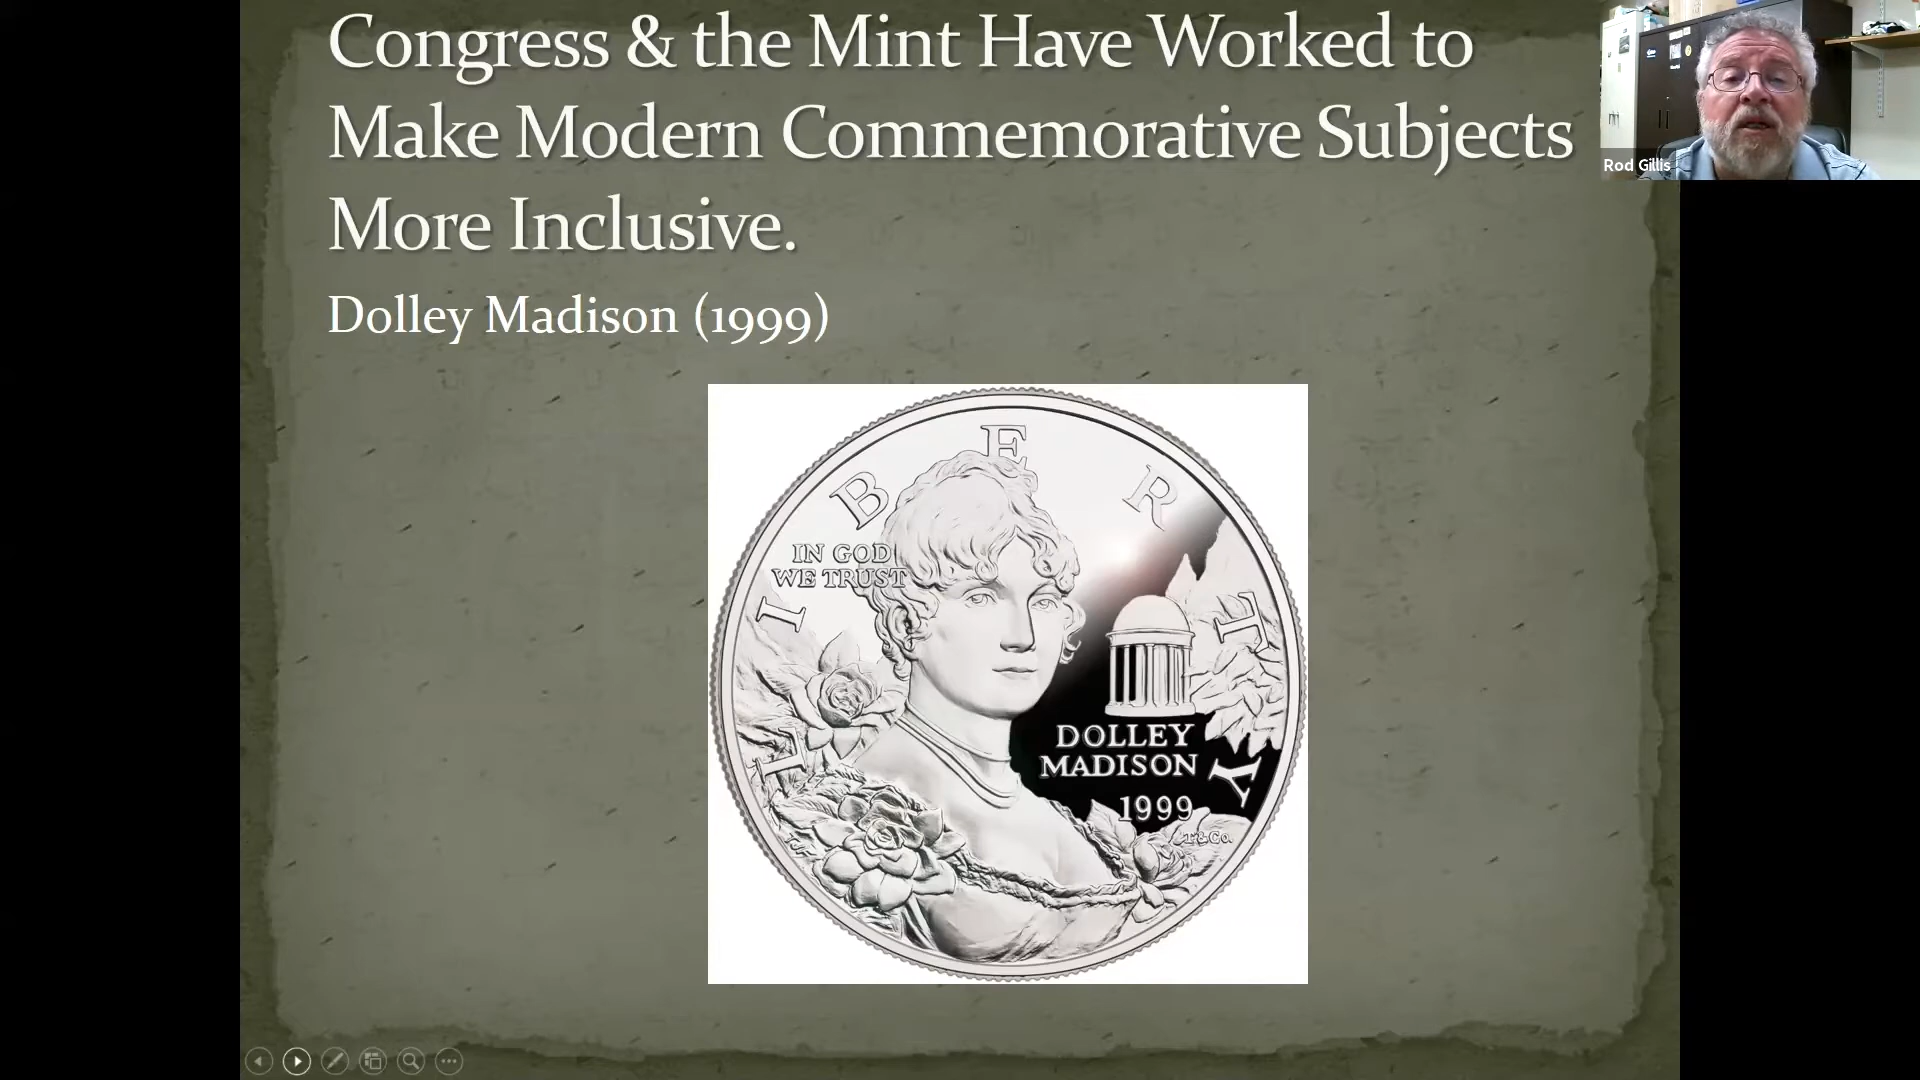 Congress & the Mint Have Worked to
Make Modern Commemorative Subjects
More Inclusive.
Rod Gillis
Dolley Madison (1999)
LIBERTY
IN GOD
WE TRUST
DOLLEY
MADISON
1999
T&Co.